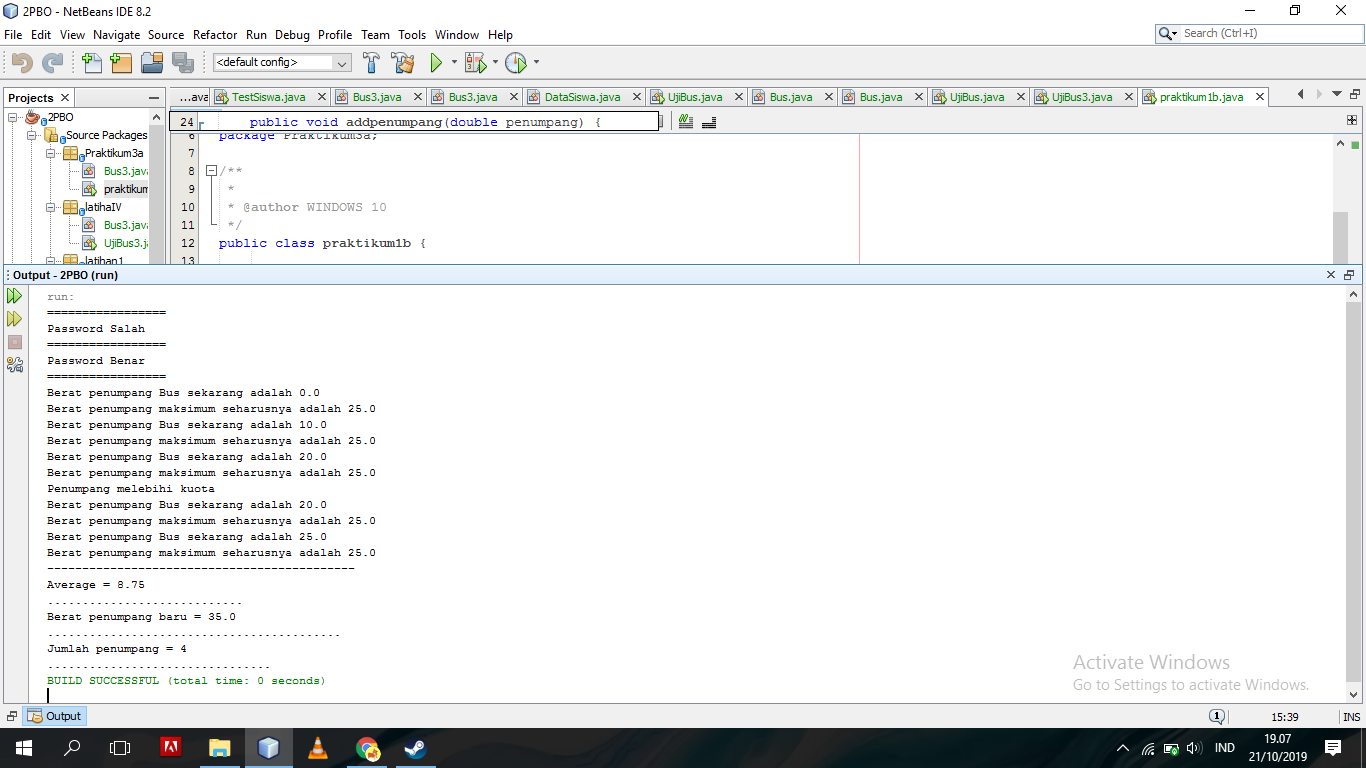 2PBO - NetBeans IDE 8.2
File Edit View Navigate Source Refactor Run Debug Profile Team Tools Window Help
Search (Ctrl+I)
<default config>
Projects
...ava TestSiswa.java Bus3.java Bus3.java DataSiswa.java UjiBus.java Bus.java Bus.java UjiBus.java UjiBus3.java praktikum1b.java
2PBO
Source Packages
Praktikum3a
Bus3.java
praktikum
latihaIV
Bus3.java
UjiBus3.j
latihan1
24 public void addpenumpang(double penumpang) {
6 package Praktikum3a;
7
8 /**
9 *
10 * @author WINDOWS 10
11 */
12 public class praktikum1b {
13
Output - 2PBO (run)
run:
=================
Password Salah
=================
Password Benar
=================
Berat penumpang Bus sekarang adalah 0.0
Berat penumpang maksimum seharusnya adalah 25.0
Berat penumpang Bus sekarang adalah 10.0
Berat penumpang maksimum seharusnya adalah 25.0
Berat penumpang Bus sekarang adalah 20.0
Berat penumpang maksimum seharusnya adalah 25.0
Penumpang melebihi kuota
Berat penumpang Bus sekarang adalah 20.0
Berat penumpang maksimum seharusnya adalah 25.0
Berat penumpang Bus sekarang adalah 25.0
Berat penumpang maksimum seharusnya adalah 25.0
--------------------------------------------
Average = 8.75
............................
Berat penumpang baru = 35.0
..........................................
Jumlah penumpang = 4
................................
BUILD SUCCESSFUL (total time: 0 seconds)
Activate Windows
Go to Settings to activate Windows.
Output
1
15:39
INS
IND
19.07
21/10/2019